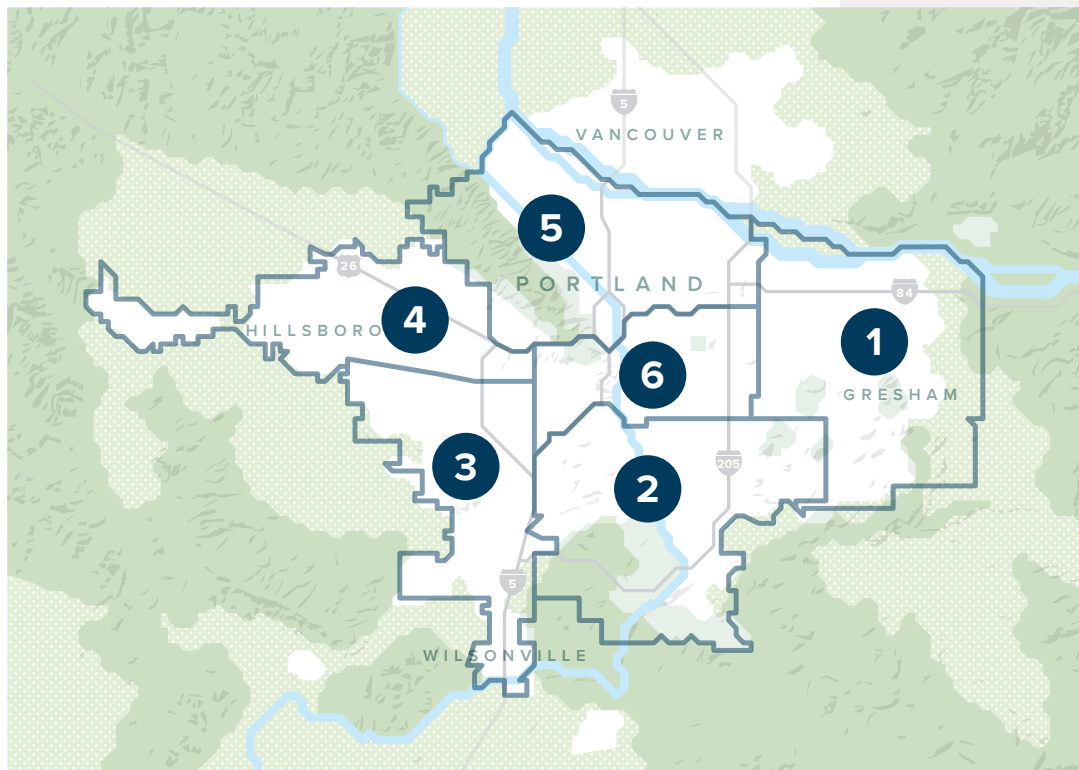 5
VANCOUVER
5
26
PORTLAND
84
HILLSBORO
4
1
6
GRESHAM
3
205
2
5
WILSONVILLE